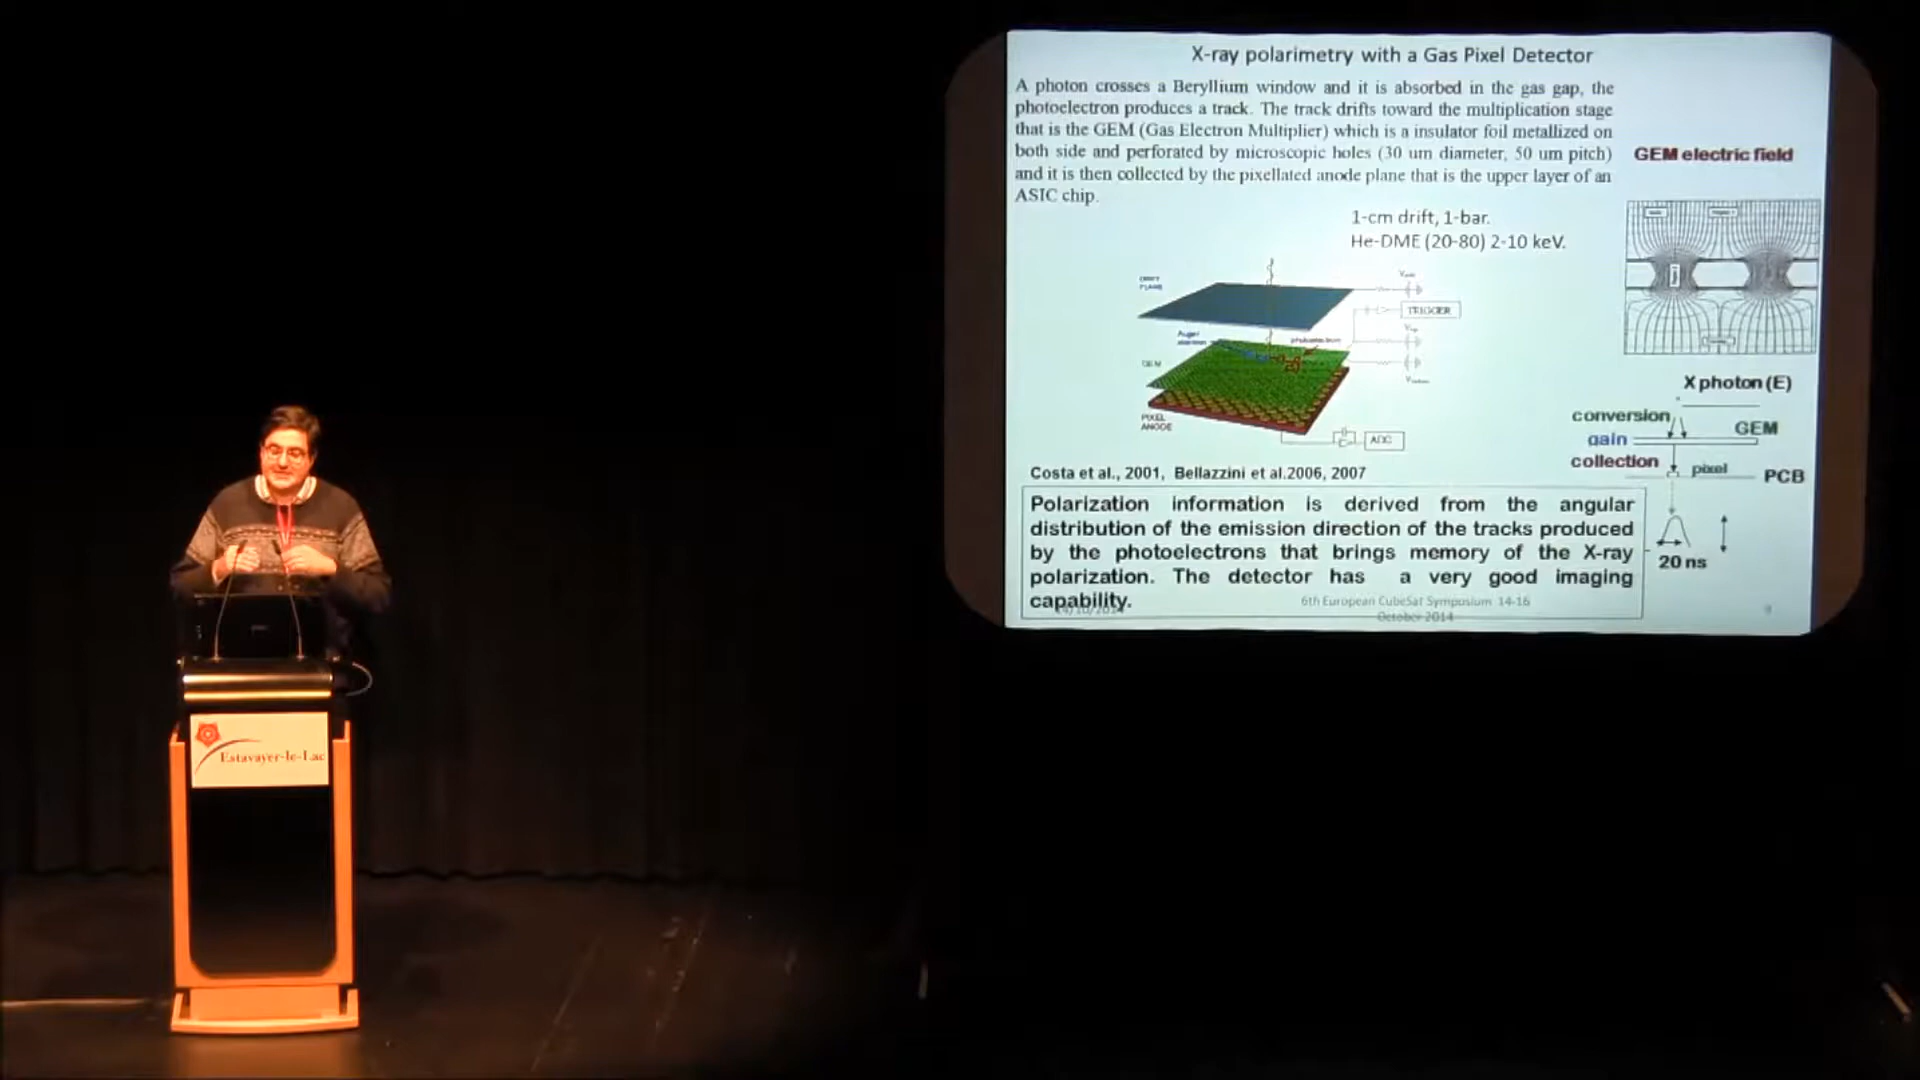 X-ray polarimetry with a Gas Pixel Detector
A photon crosses a Beryllium window and it is absorbed in the gas gap, the
photoelectron produces a track. The track drifts toward the multiplication stage
that is the GEM (Gas Electron Multiplier) which is a insulator foil metallized on
both side and perforated by microscopic holes (30 um diameter, 50 um pitch)
and it is then collected by the pixellated anode plane that is the upper layer of an
ASIC chip.
GEM electric field
1-cm drift, 1-bar.
He-DME (20-80) 2-10 keV.
TRIGGER
Auger
GEM
PIXEL
ANODE
ADC
X photon (E)
conversion
GEM
gain
collection
pixel
PCB
20 ns
Costa et al., 2001, Bellazzini et al.2006, 2007
Polarization information is derived from the angular
distribution of the emission direction of the tracks produced
by the photoelectrons that brings memory of the X-ray
polarization. The detector has a very good imaging
capability.
6th European CubeSat Symposium 14-16
October 2014
Estavayer-le-Lac